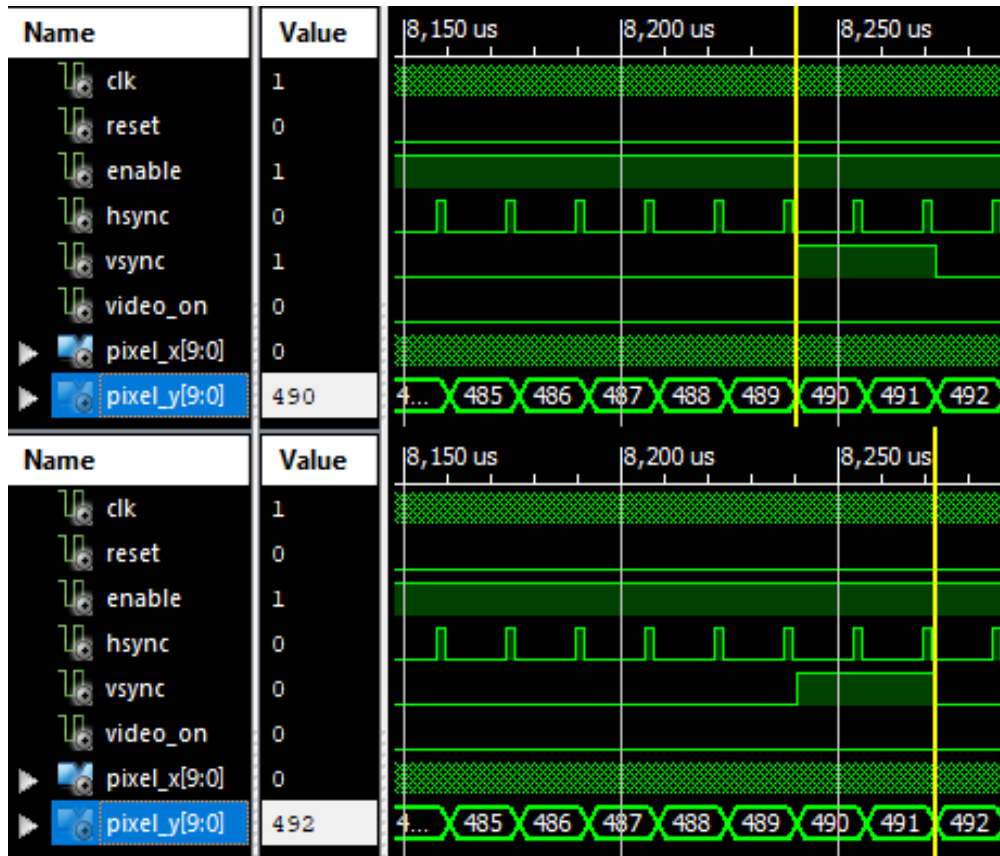 Name Value 8,150 us 8,200 us 8,250 us
clk 1
reset 0
enable 1
hsync 0
vsync 1
video_on 0
pixel_x[9:0] 0
pixel_y[9:0] 490 4... 485 486 487 488 489 490 491 492
Name Value 8,150 us 8,200 us 8,250 us
clk 1
reset 0
enable 1
hsync 0
vsync 0
video_on 0
pixel_x[9:0] 0
pixel_y[9:0] 492 4... 485 486 487 488 489 490 491 492